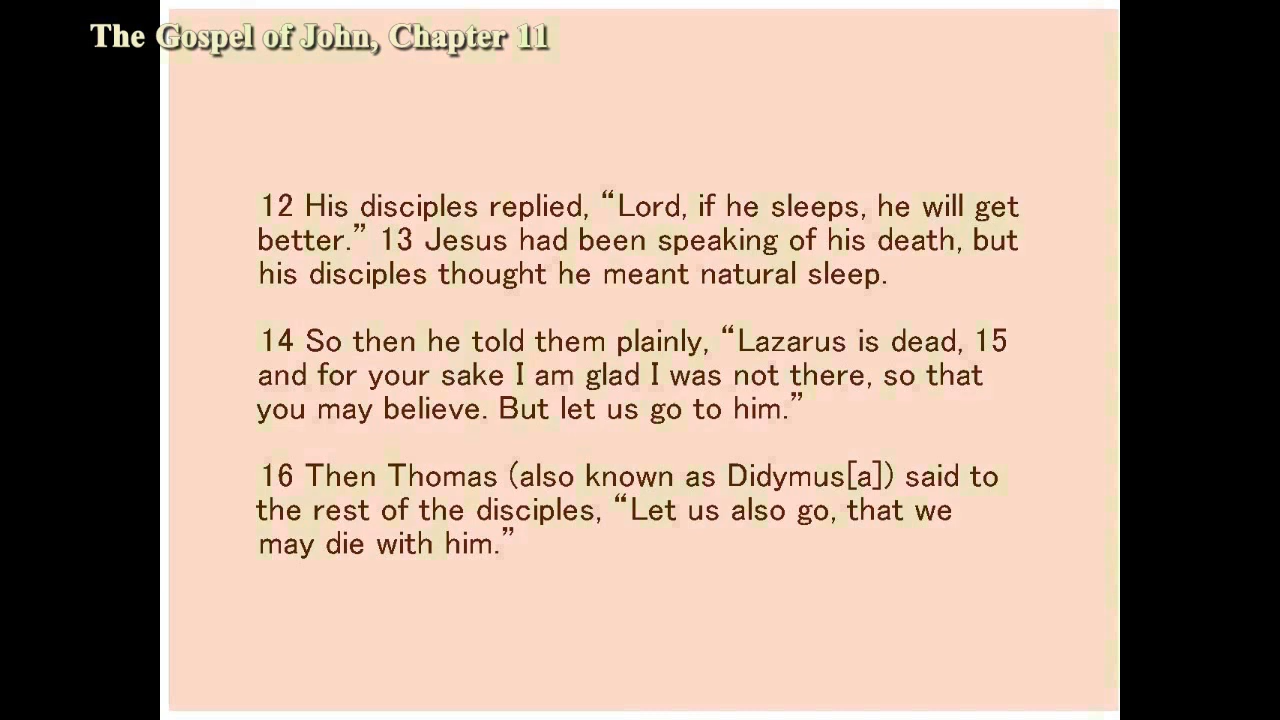 The Gospel of John, Chapter 11
12 His disciples replied, “Lord, if he sleeps, he will get
better.” 13 Jesus had been speaking of his death, but
his disciples thought he meant natural sleep.
14 So then he told them plainly, “Lazarus is dead, 15
and for your sake I am glad I was not there, so that
you may believe. But let us go to him.”
16 Then Thomas (also known as Didymus[a]) said to
the rest of the disciples, “Let us also go, that we
may die with him.”